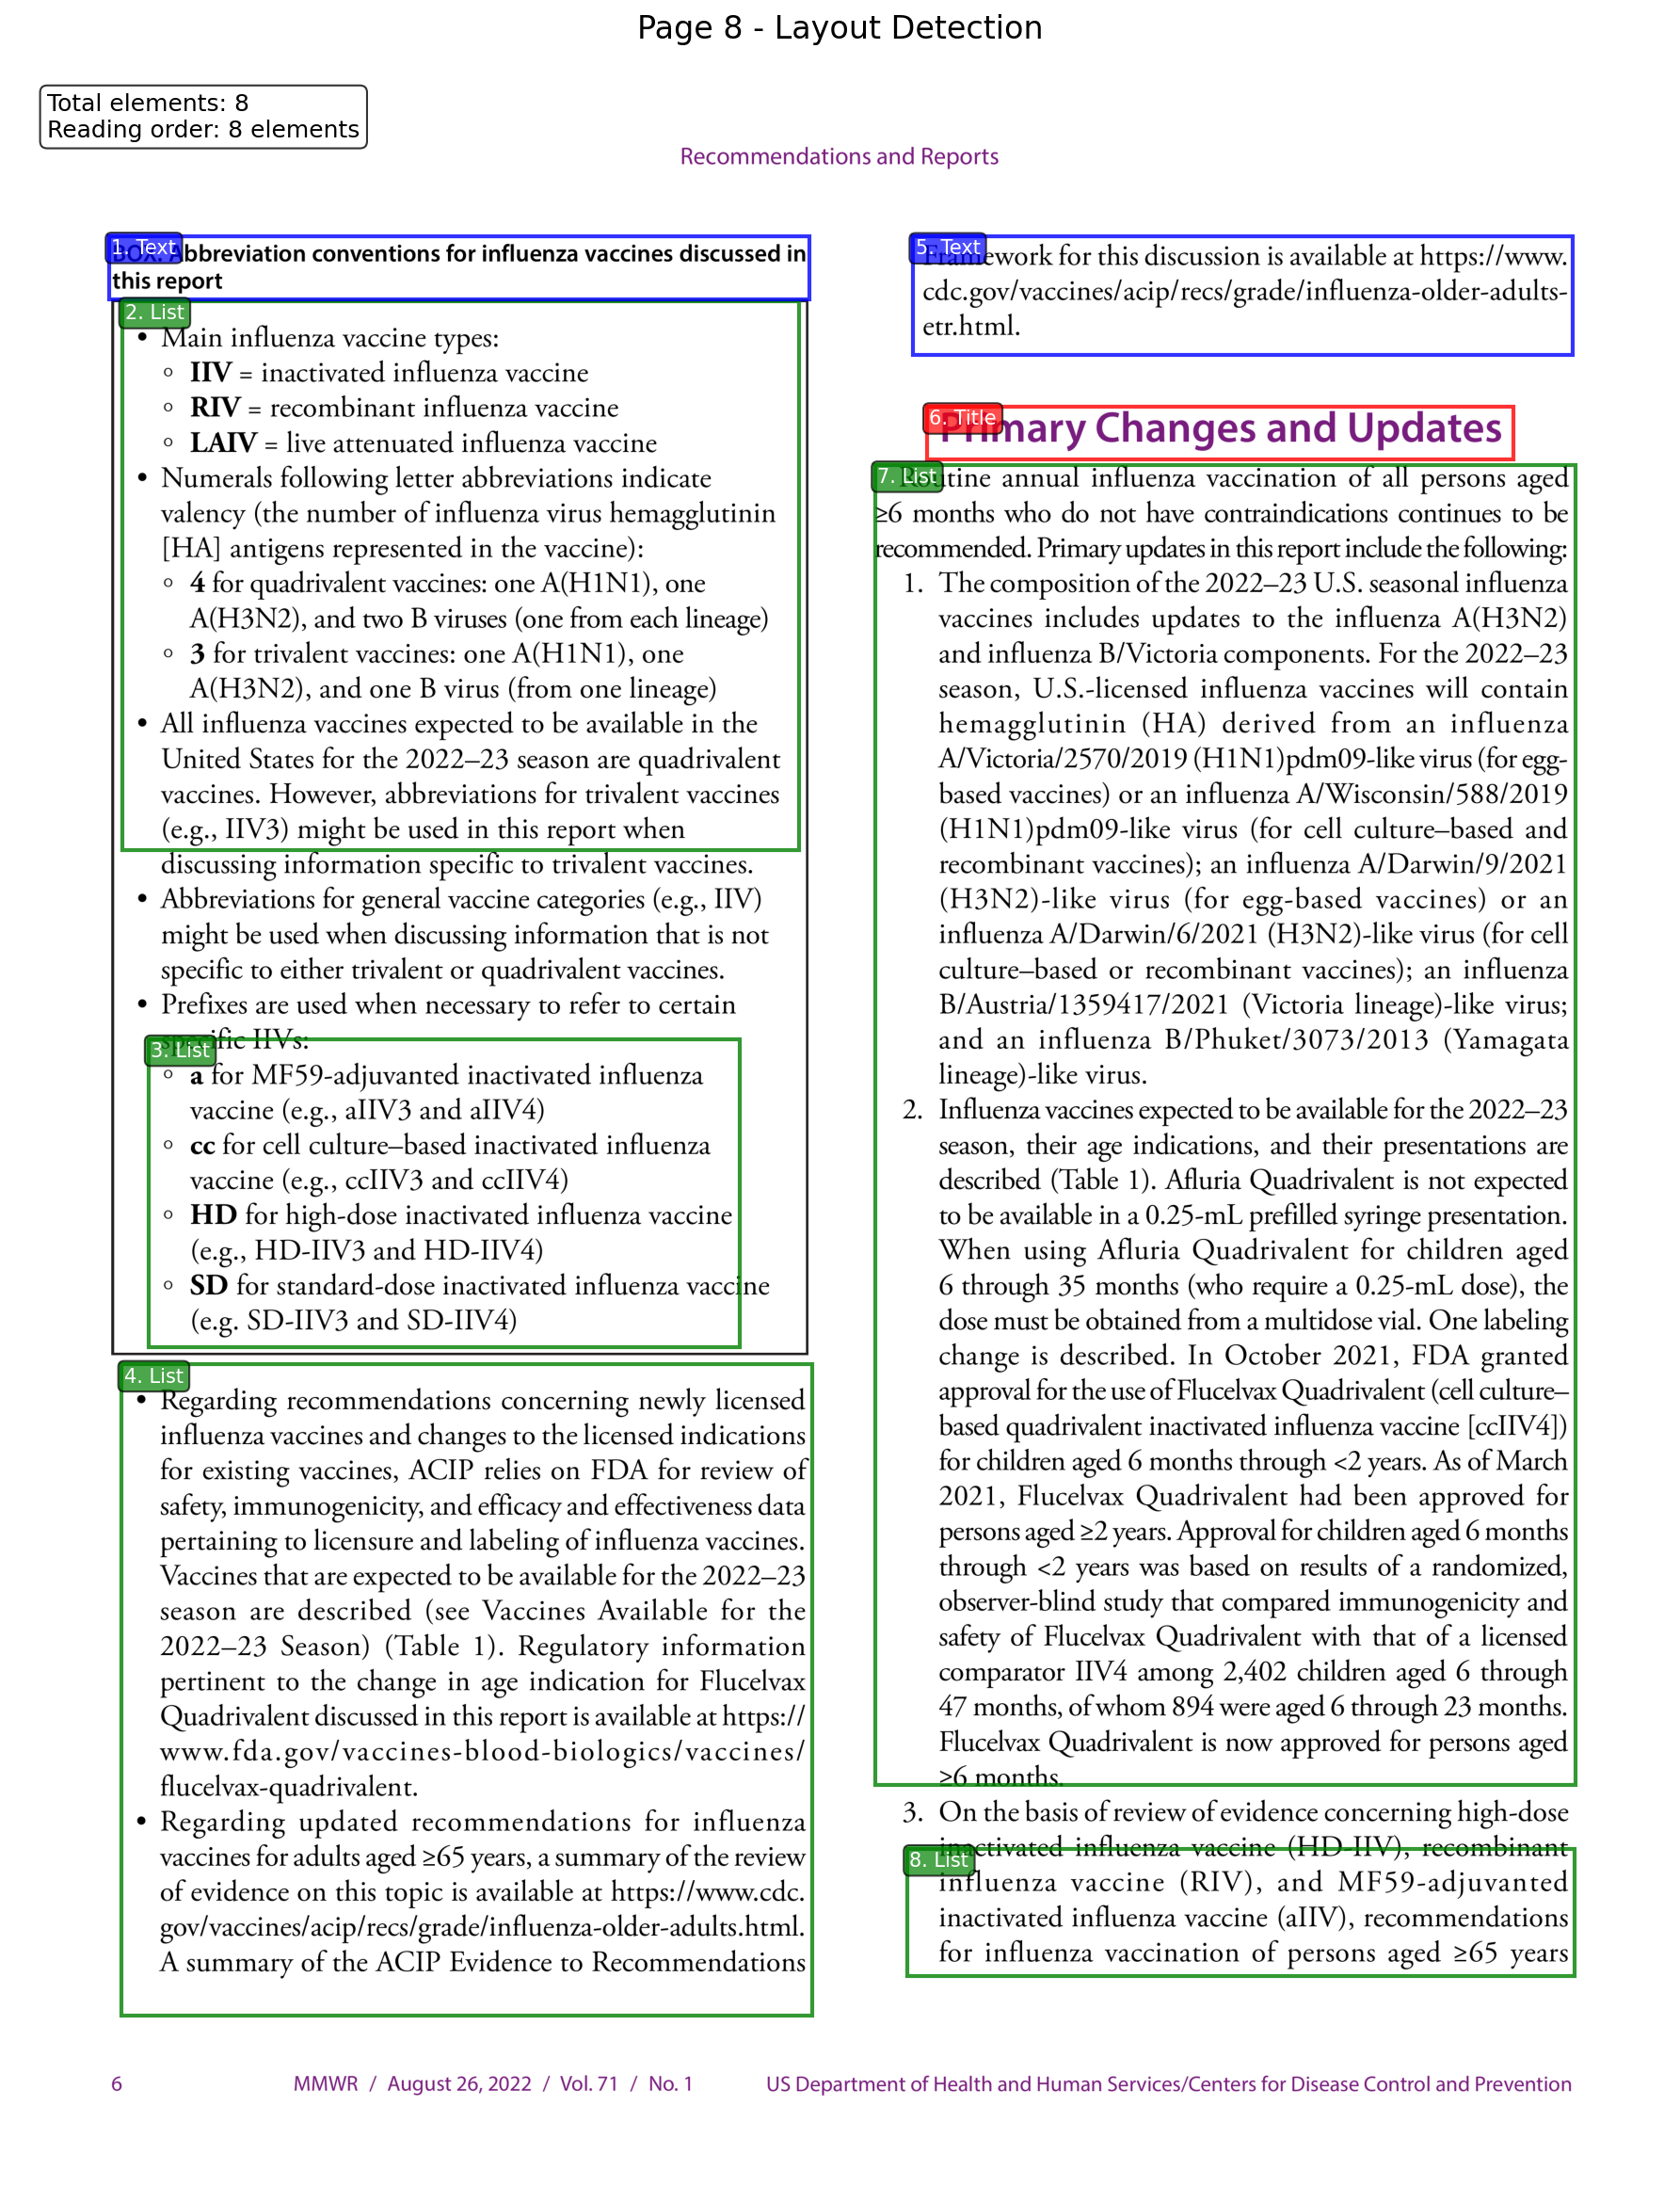 Page 8 - Layout Detection
Total elements: 8
Reading order: 8 elements
Recommendations and Reports
1. Text
BOX. Abbreviation conventions for influenza vaccines discussed in
this report
2. List
• Main influenza vaccine types:
◦ IIV = inactivated influenza vaccine
◦ RIV = recombinant influenza vaccine
◦ LAIV = live attenuated influenza vaccine
• Numerals following letter abbreviations indicate
valency (the number of influenza virus hemagglutinin
[HA] antigens represented in the vaccine):
◦ 4 for quadrivalent vaccines: one A(H1N1), one
A(H3N2), and two B viruses (one from each lineage)
◦ 3 for trivalent vaccines: one A(H1N1), one
A(H3N2), and one B virus (from one lineage)
• All influenza vaccines expected to be available in the
United States for the 2022–23 season are quadrivalent
vaccines. However, abbreviations for trivalent vaccines
(e.g., IIV3) might be used in this report when
discussing information specific to trivalent vaccines.
• Abbreviations for general vaccine categories (e.g., IIV)
might be used when discussing information that is not
specific to either trivalent or quadrivalent vaccines.
• Prefixes are used when necessary to refer to certain
specific IIVs:
3. List
◦ a for MF59-adjuvanted inactivated influenza
vaccine (e.g., aIIV3 and aIIV4)
◦ cc for cell culture–based inactivated influenza
vaccine (e.g., ccIIV3 and ccIIV4)
◦ HD for high-dose inactivated influenza vaccine
(e.g., HD-IIV3 and HD-IIV4)
◦ SD for standard-dose inactivated influenza vaccine
(e.g. SD-IIV3 and SD-IIV4)
4. List
• Regarding recommendations concerning newly licensed
influenza vaccines and changes to the licensed indications
for existing vaccines, ACIP relies on FDA for review of
safety, immunogenicity, and efficacy and effectiveness data
pertaining to licensure and labeling of influenza vaccines.
Vaccines that are expected to be available for the 2022–23
season are described (see Vaccines Available for the
2022–23 Season) (Table 1). Regulatory information
pertinent to the change in age indication for Flucelvax
Quadrivalent discussed in this report is available at https://
www.fda.gov/vaccines-blood-biologics/vaccines/
flucelvax-quadrivalent.
• Regarding updated recommendations for influenza
vaccines for adults aged ≥65 years, a summary of the review
of evidence on this topic is available at https://www.cdc.
gov/vaccines/acip/recs/grade/influenza-older-adults.html.
A summary of the ACIP Evidence to Recommendations
5. Text
Framework for this discussion is available at https://www.
cdc.gov/vaccines/acip/recs/grade/influenza-older-adults-
etr.html.
6. Title
Primary Changes and Updates
7. List
Routine annual influenza vaccination of all persons aged
≥6 months who do not have contraindications continues to be
recommended. Primary updates in this report include the following:
1. The composition of the 2022–23 U.S. seasonal influenza
vaccines includes updates to the influenza A(H3N2)
and influenza B/Victoria components. For the 2022–23
season, U.S.-licensed influenza vaccines will contain
hemagglutinin (HA) derived from an influenza
A/Victoria/2570/2019 (H1N1)pdm09-like virus (for egg-
based vaccines) or an influenza A/Wisconsin/588/2019
(H1N1)pdm09-like virus (for cell culture–based and
recombinant vaccines); an influenza A/Darwin/9/2021
(H3N2)-like virus (for egg-based vaccines) or an
influenza A/Darwin/6/2021 (H3N2)-like virus (for cell
culture–based or recombinant vaccines); an influenza
B/Austria/1359417/2021 (Victoria lineage)-like virus;
and an influenza B/Phuket/3073/2013 (Yamagata
lineage)-like virus.
2. Influenza vaccines expected to be available for the 2022–23
season, their age indications, and their presentations are
described (Table 1). Afluria Quadrivalent is not expected
to be available in a 0.25-mL prefilled syringe presentation.
When using Afluria Quadrivalent for children aged
6 through 35 months (who require a 0.25-mL dose), the
dose must be obtained from a multidose vial. One labeling
change is described. In October 2021, FDA granted
approval for the use of Flucelvax Quadrivalent (cell culture–
based quadrivalent inactivated influenza vaccine [ccIIV4])
for children aged 6 months through <2 years. As of March
2021, Flucelvax Quadrivalent had been approved for
persons aged ≥2 years. Approval for children aged 6 months
through <2 years was based on results of a randomized,
observer-blind study that compared immunogenicity and
safety of Flucelvax Quadrivalent with that of a licensed
comparator IIV4 among 2,402 children aged 6 through
47 months, of whom 894 were aged 6 through 23 months.
Flucelvax Quadrivalent is now approved for persons aged
≥6 months.
3. On the basis of review of evidence concerning high-dose
inactivated influenza vaccine (HD-IIV), recombinant
8. List
influenza vaccine (RIV), and MF59-adjuvanted
inactivated influenza vaccine (aIIV), recommendations
for influenza vaccination of persons aged ≥65 years
6 MMWR / August 26, 2022 / Vol. 71 / No. 1 US Department of Health and Human Services/Centers for Disease Control and Prevention